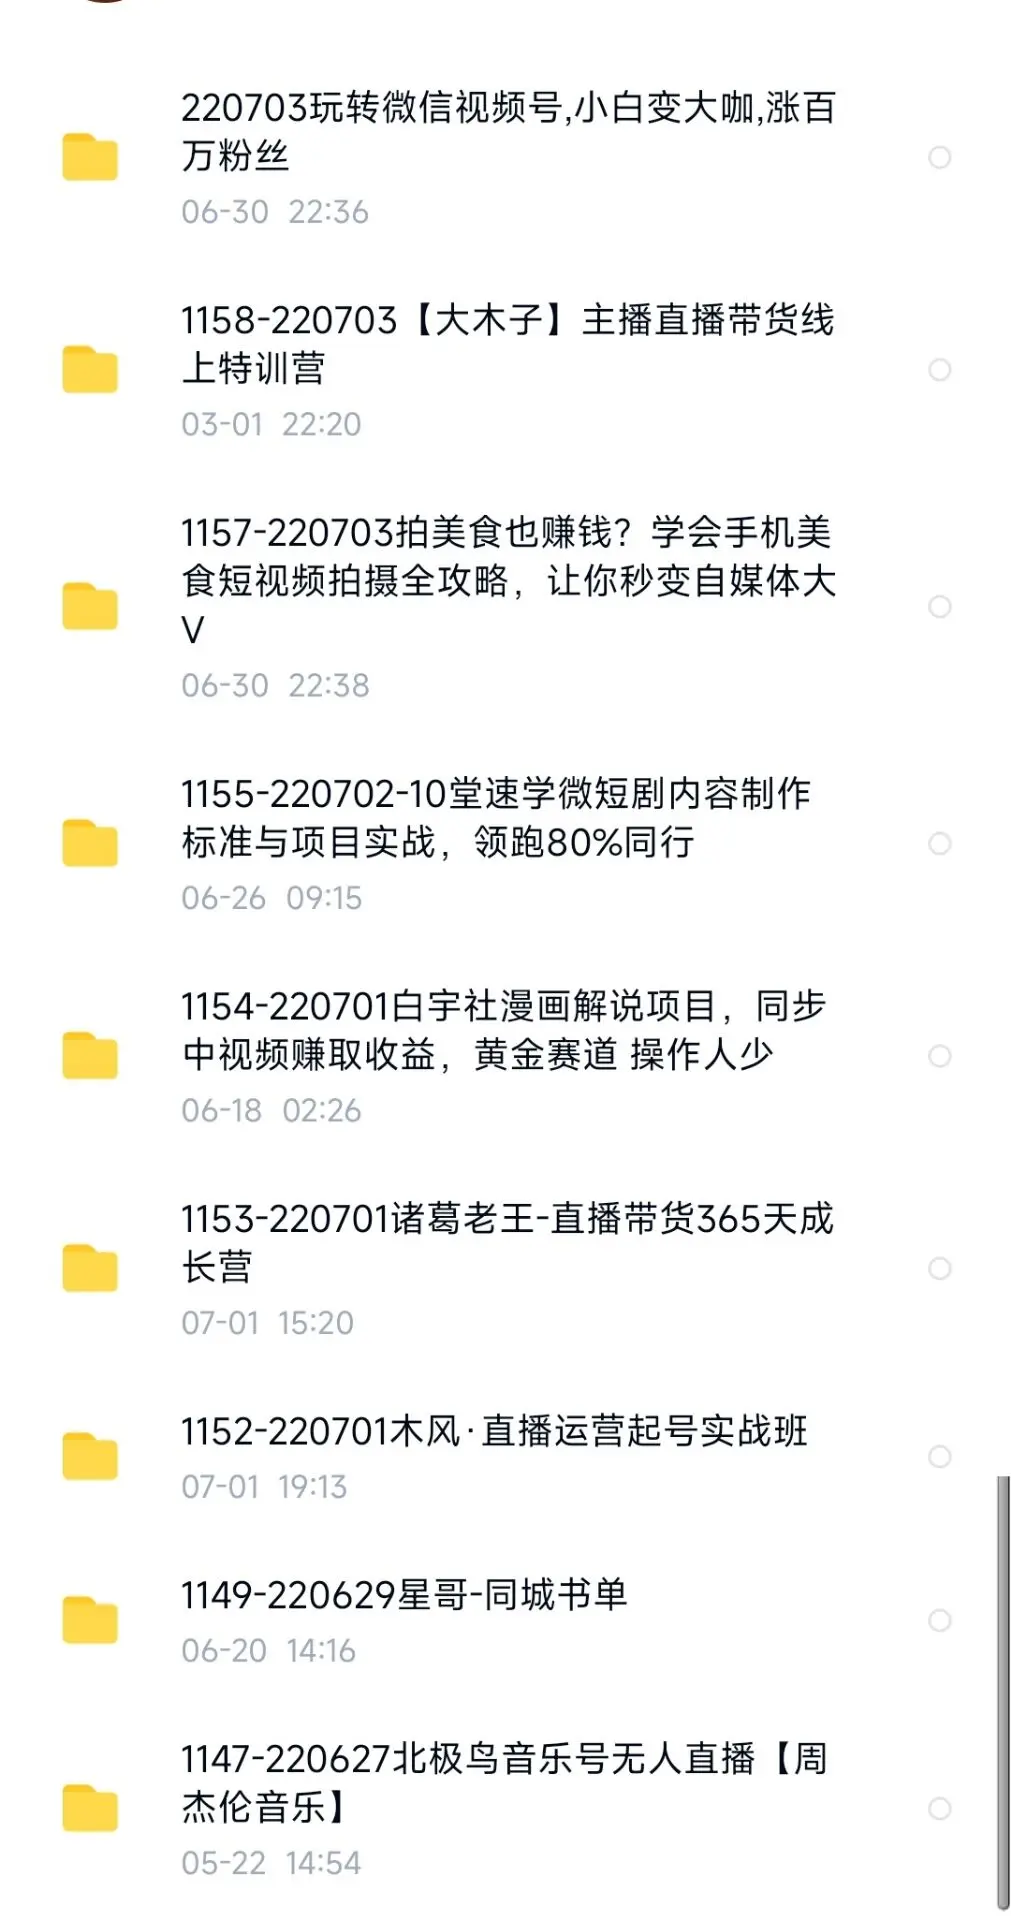 220703玩转微信视频号,小白变大咖,涨百
万粉丝
06-30 22:36
1158-220703【大木子】主播直播带货线
上特训营
03-01 22:20
1157-220703拍美食也赚钱？学会手机美
食短视频拍摄全攻略，让你秒变自媒体大
V
06-30 22:38
1155-220702-10堂速学微短剧内容制作
标准与项目实战，领跑80%同行
06-26 09:15
1154-220701白宇社漫画解说项目，同步
中视频赚取收益，黄金赛道 操作人少
06-18 02:26
1153-220701诸葛老王-直播带货365天成
长营
07-01 15:20
1152-220701木风·直播运营起号实战班
07-01 19:13
1149-220629星哥-同城书单
06-20 14:16
1147-220627北极鸟音乐号无人直播【周
杰伦音乐】
05-22 14:54